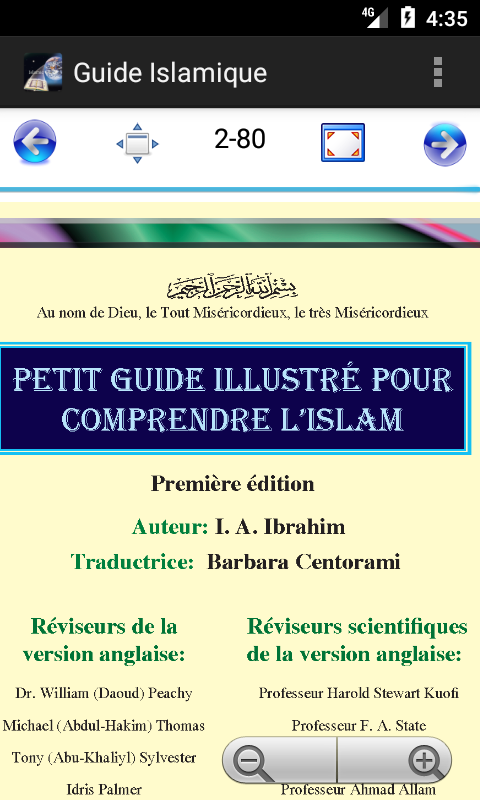 4G 4:35
Guide Islamique
2-80
بسم الله الرحمن الرحيم
Au nom de Dieu, le Tout Miséricordieux, le très Miséricordieux
PETIT GUIDE ILLUSTRÉ POUR
COMPRENDRE L'ISLAM
Première édition
Auteur: I. A. Ibrahim
Traductrice: Barbara Centorami
Réviseurs de la
version anglaise:
Dr. William (Daoud) Peachy
Michael (Abdul-Hakim) Thomas
Tony (Abu-Khaliyl) Sylvester
Idris Palmer
Réviseurs scientifiques
de la version anglaise:
Professeur Harold Stewart Kuofi
Professeur F. A. State
Professeur Ahmad Allam